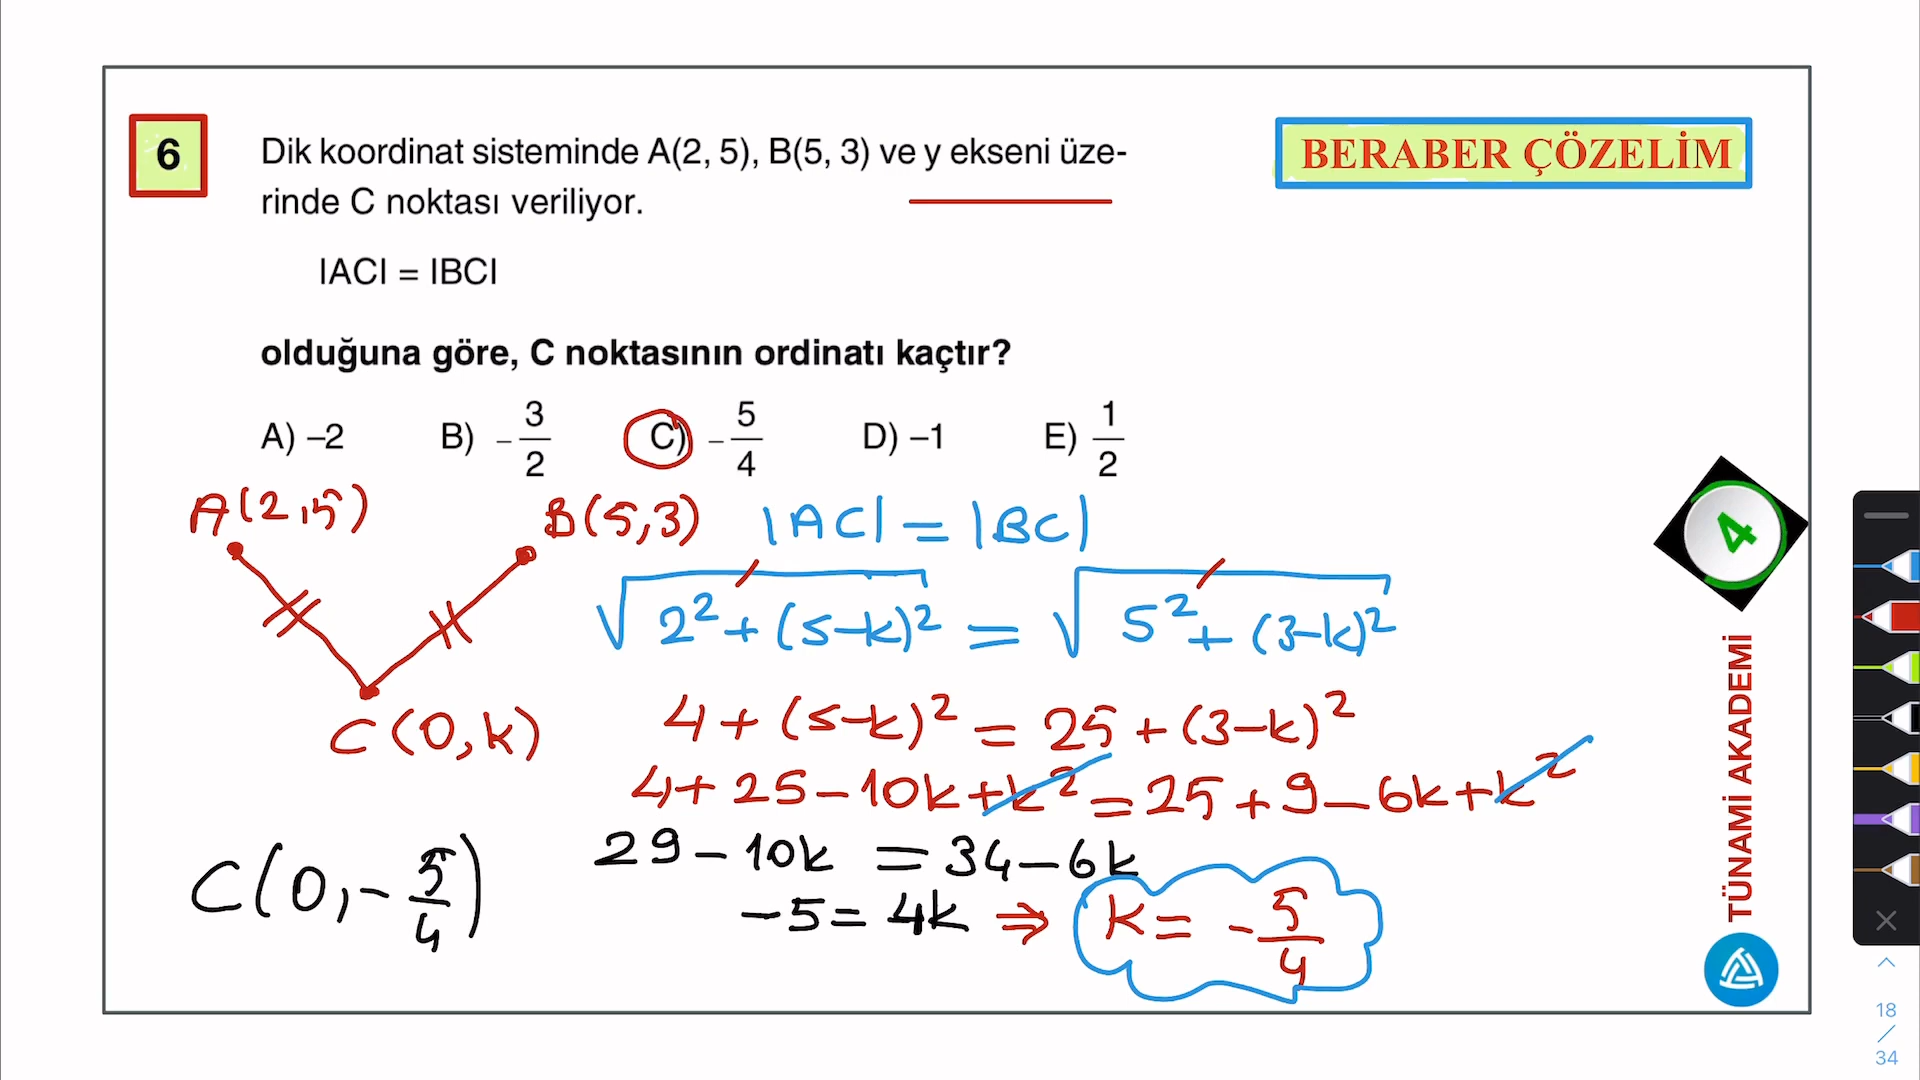 6
Dik koordinat sisteminde A(2, 5), B(5, 3) ve y ekseni üze-
rinde C noktası veriliyor.
BERABER ÇÖZELİM
|AC| = |BC|
olduğuna göre, C noktasının ordinatı kaçtır?
A) –2 B) -3/2 C) -5/4 D) –1 E) 1/2
A(2,5) B(5,3) |AC| = |BC|
√(2² + (5-k)²) = √(5² + (3-k)²)
C(0,k)
4 + (5-k)² = 25 + (3-k)²
4 + 25 - 10k + k² = 25 + 9 - 6k + k²
29 - 10k = 34 - 6k
-5 = 4k ⇒ k = -5/4
C(0, -5/4)
4
TÜNAMİ AKADEMİ
18
/
34